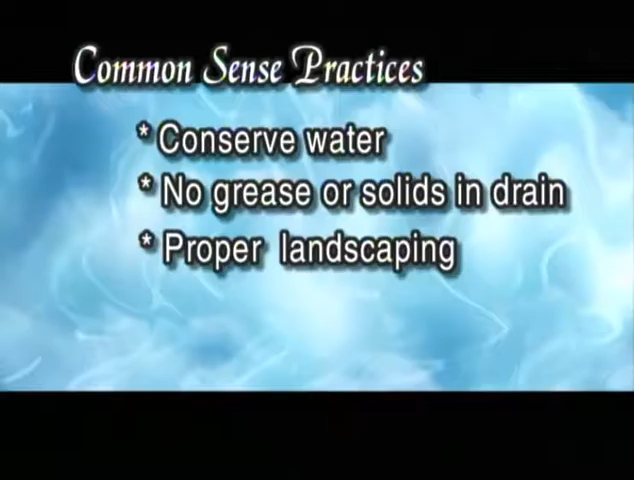 Common Sense Practices
* Conserve water
* No grease or solids in drain
* Proper landscaping